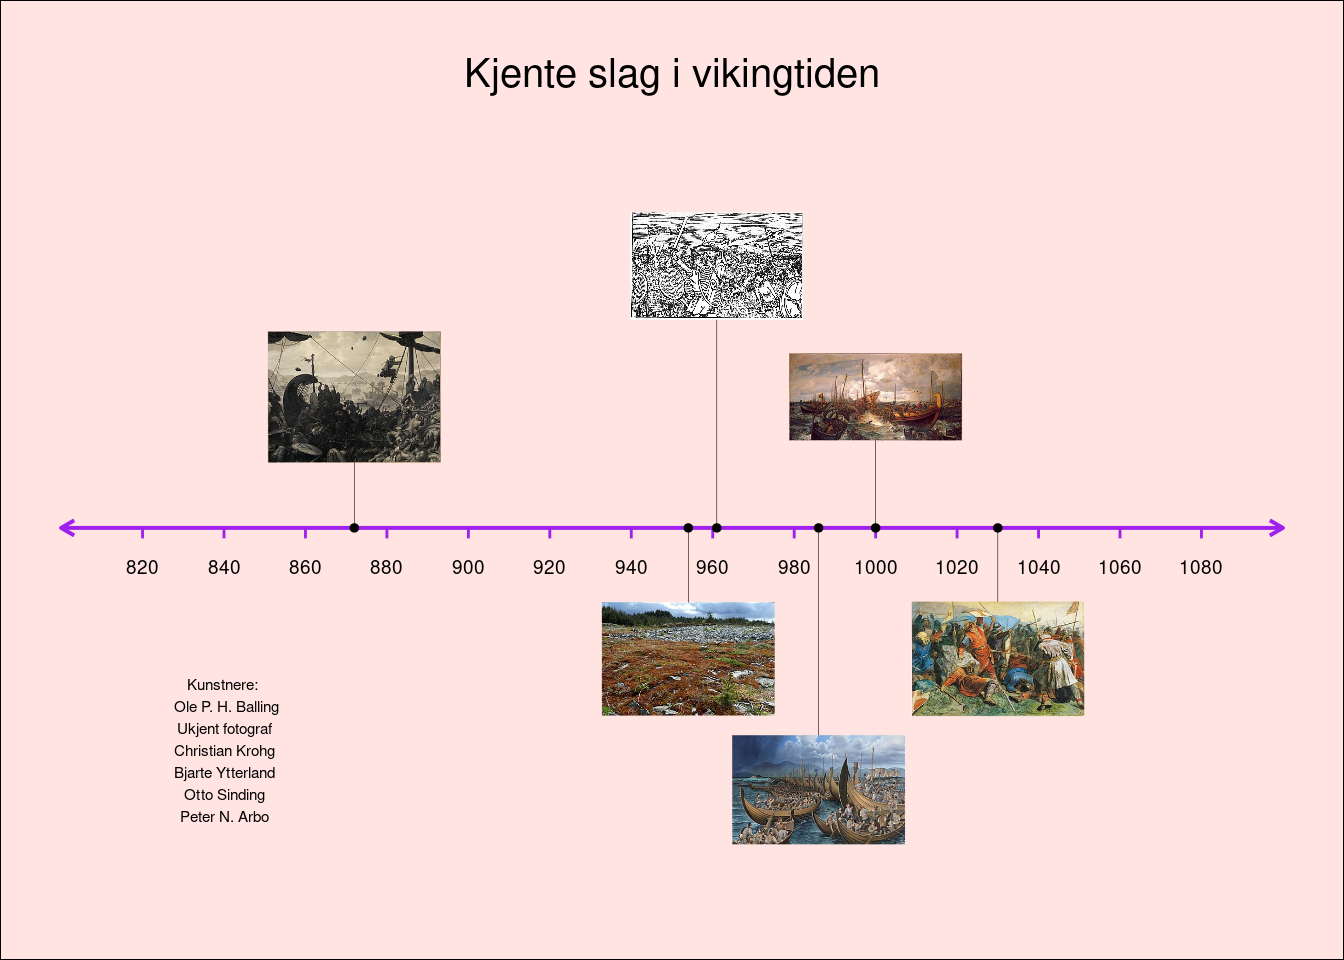 Kjente slag i vikingtiden
820 840 860 880 900 920 940 960 980 1000 1020 1040 1060 1080
Kunstnere:
Ole P. H. Balling
Ukjent fotograf
Christian Krohg
Bjarte Ytterland
Otto Sinding
Peter N. Arbo